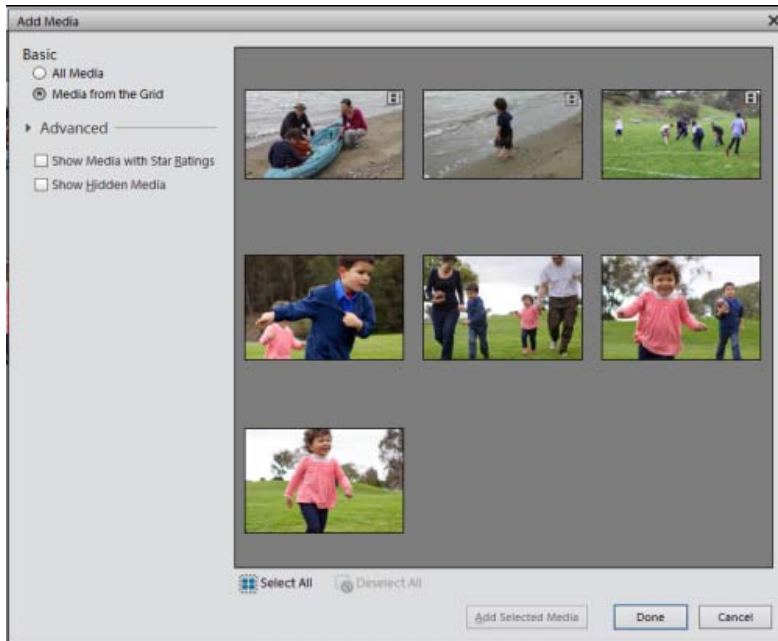 Add Media
Basic
All Media
Media from the Grid
Advanced
Show Media with Star Ratings
Show Hidden Media
Select All
Deselect All
Add Selected Media
Done
Cancel